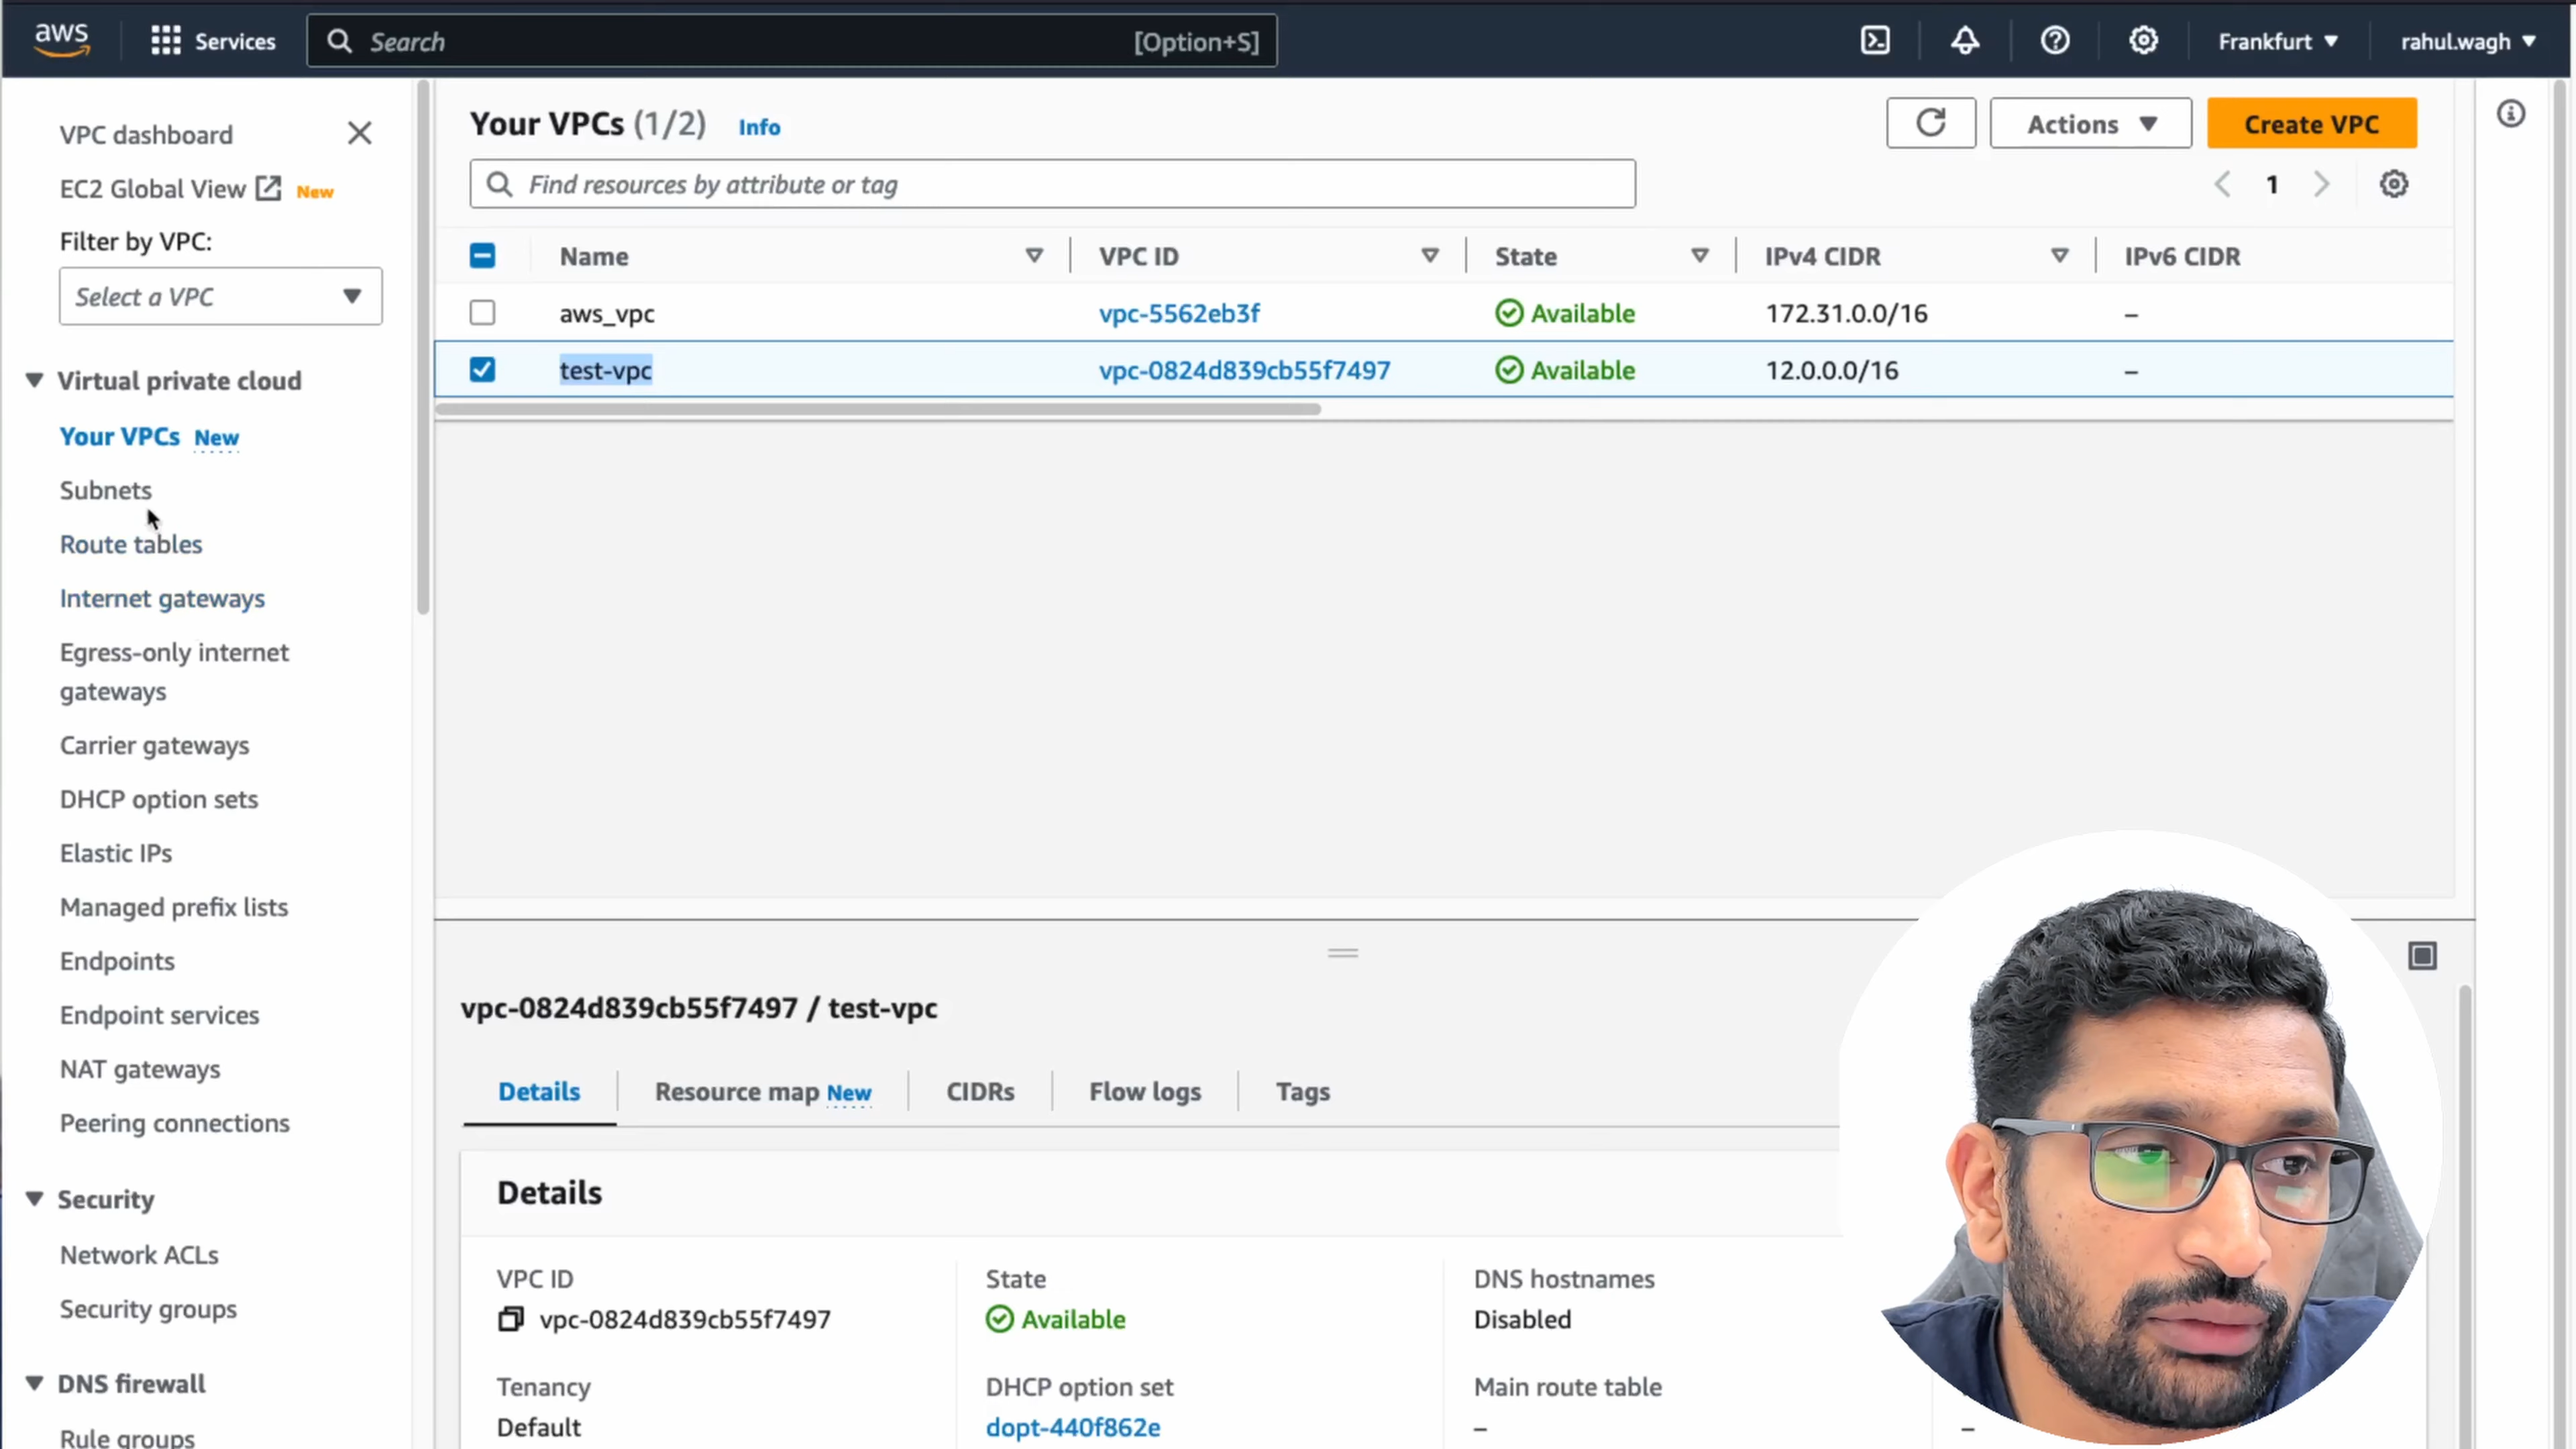 aws Services Search [Option+S] Frankfurt rahul.wagh
VPC dashboard
EC2 Global View New
Filter by VPC:
Select a VPC
Virtual private cloud
Your VPCs New
Subnets
Route tables
Internet gateways
Egress-only internet
gateways
Carrier gateways
DHCP option sets
Elastic IPs
Managed prefix lists
Endpoints
Endpoint services
NAT gateways
Peering connections
Security
Network ACLs
Security groups
DNS firewall
Rule groups
Your VPCs (1/2) Info
Actions
Create VPC
Find resources by attribute or tag
1
Name VPC ID State IPv4 CIDR IPv6 CIDR
aws_vpc vpc-5562eb3f Available 172.31.0.0/16 –
test-vpc vpc-0824d839cb55f7497 Available 12.0.0.0/16 –
vpc-0824d839cb55f7497 / test-vpc
Details Resource map New CIDRs Flow logs Tags
Details
VPC ID State DNS hostnames
vpc-0824d839cb55f7497 Available Disabled
Tenancy DHCP option set Main route table
Default dopt-440f862e – –